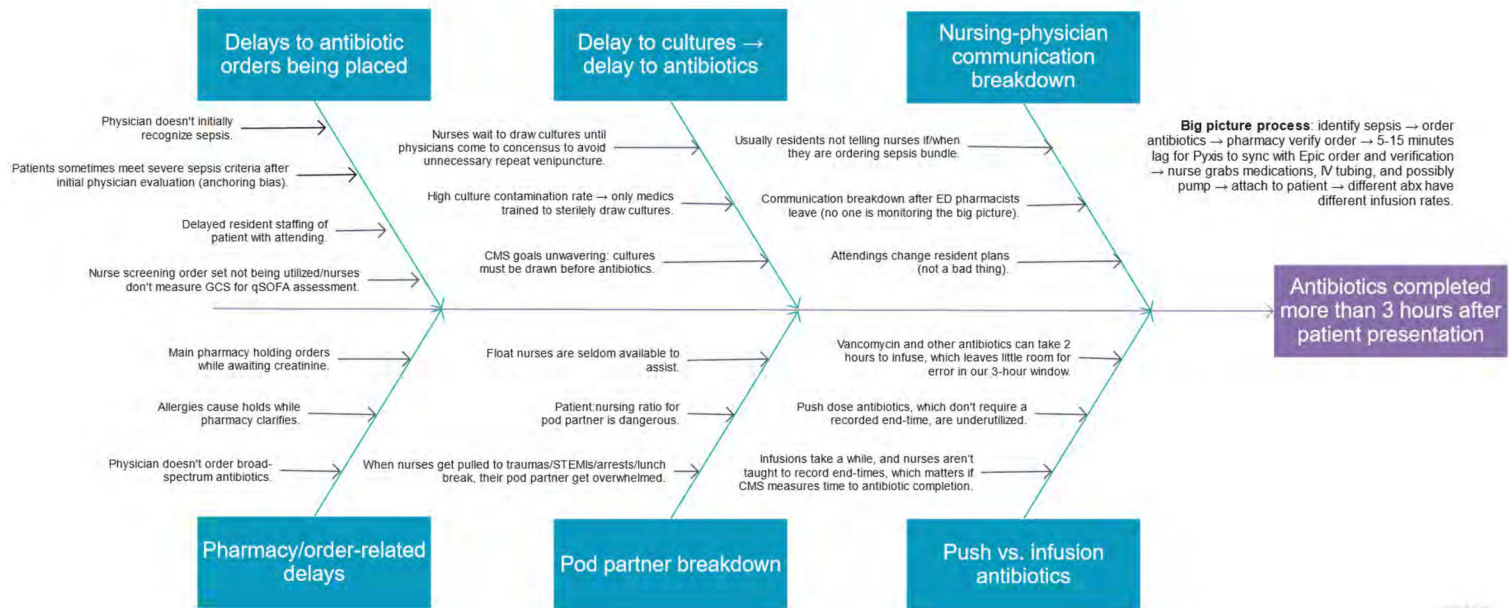 Delays to antibiotic
orders being placed
Delay to cultures →
delay to antibiotics
Nursing-physician
communication
breakdown
Physician doesn't initially
recognize sepsis.
Patients sometimes meet severe sepsis criteria after
initial physician evaluation (anchoring bias).
Delayed resident staffing of
patient with attending.
Nurse screening order set not being utilized/nurses
don't measure GCS for qSOFA assessment.
Nurses wait to draw cultures until
physicians come to concensus to avoid
unnecessary repeat venipuncture.
High culture contamination rate → only medics
trained to sterilely draw cultures.
CMS goals unwavering: cultures
must be drawn before antibiotics.
Usually residents not telling nurses if/when
they are ordering sepsis bundle.
Communication breakdown after ED pharmacists
leave (no one is monitoring the big picture).
Attendings change resident plans
(not a bad thing).
Big picture process: identify sepsis → order
antibiotics → pharmacy verify order → 5-15 minutes
lag for Pyxis to sync with Epic order and verification
→ nurse grabs medications, IV tubing, and possibly
pump → attach to patient → different abx have
different infusion rates.
Antibiotics completed
more than 3 hours after
patient presentation
Main pharmacy holding orders
while awaiting creatinine.
Allergies cause holds while
pharmacy clarifies.
Physician doesn't order broad-
spectrum antibiotics.
Float nurses are seldom available to
assist.
Patient:nursing ratio for
pod partner is dangerous.
When nurses get pulled to traumas/STEMIs/arrests/lunch
break, their pod partner get overwhelmed.
Vancomycin and other antibiotics can take 2
hours to infuse, which leaves little room for
error in our 3-hour window.
Push dose antibiotics, which don't require a
recorded end-time, are underutilized.
Infusions take a while, and nurses aren't
taught to record end-times, which matters if
CMS measures time to antibiotic completion.
Pharmacy/order-related
delays
Pod partner breakdown
Push vs. infusion
antibiotics